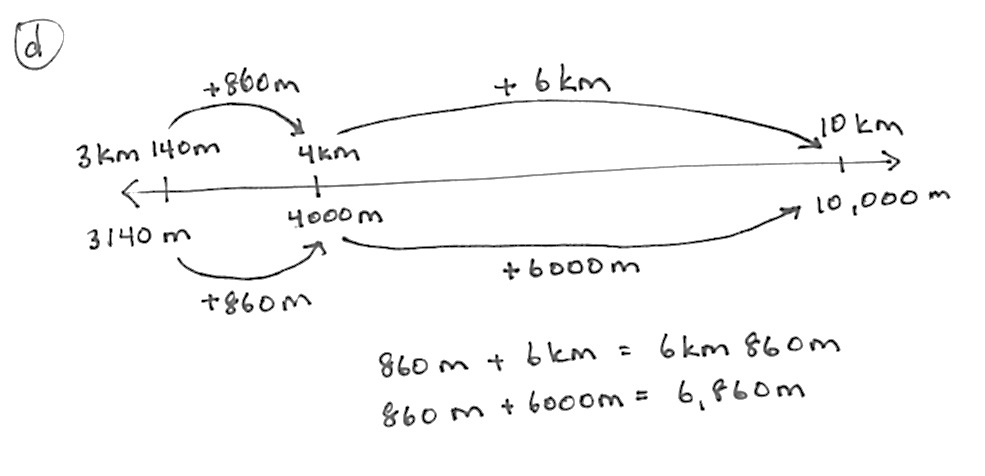 d
+860m + 6km
3km 140m 4km 10 km
3140 m 4000m 10,000 m
+860m +6000m
860 m + 6km = 6km 860m
860 m + 6000m = 6,860m